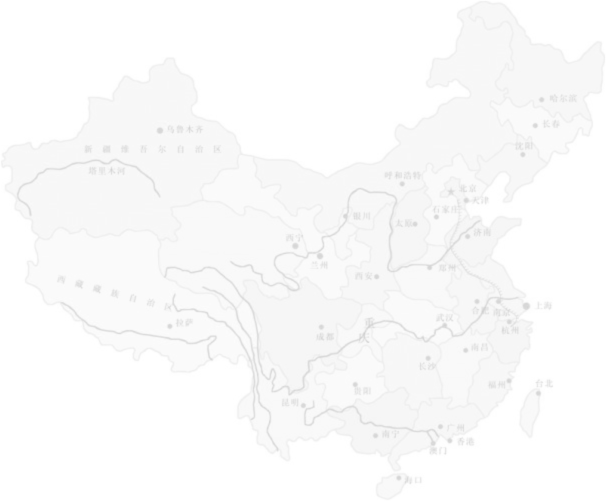 哈尔滨
长春
沈阳
乌鲁木齐
新疆维吾尔自治区
塔里木河
呼和浩特
北京
天津
石家庄
银川
太原
济南
西宁
兰州
西安
郑州
西藏藏族自治区
拉萨
成都
重庆
武汉
合肥
南京
上海
杭州
南昌
长沙
贵阳
昆明
福州
台北
南宁
广州
香港
澳门
海口